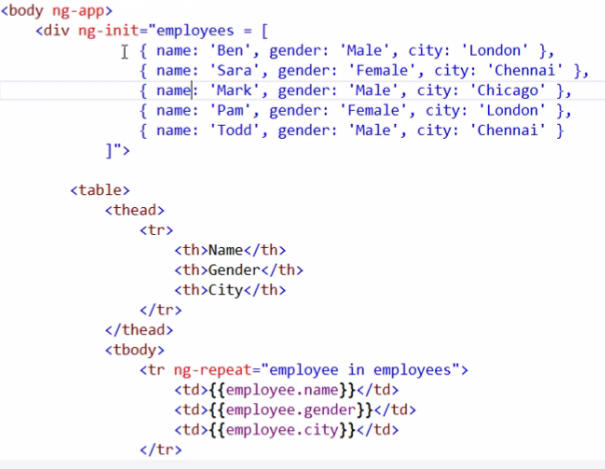 <body ng-app>
<div ng-init="employees = [
{ name: 'Ben', gender: 'Male', city: 'London' },
{ name: 'Sara', gender: 'Female', city: 'Chennai' },
{ name: 'Mark', gender: 'Male', city: 'Chicago' },
{ name: 'Pam', gender: 'Female', city: 'London' },
{ name: 'Todd', gender: 'Male', city: 'Chennai' }
]">
<table>
<thead>
<tr>
<th>Name</th>
<th>Gender</th>
<th>City</th>
</tr>
</thead>
<tbody>
<tr ng-repeat="employee in employees">
<td>{{employee.name}}</td>
<td>{{employee.gender}}</td>
<td>{{employee.city}}</td>
</tr>